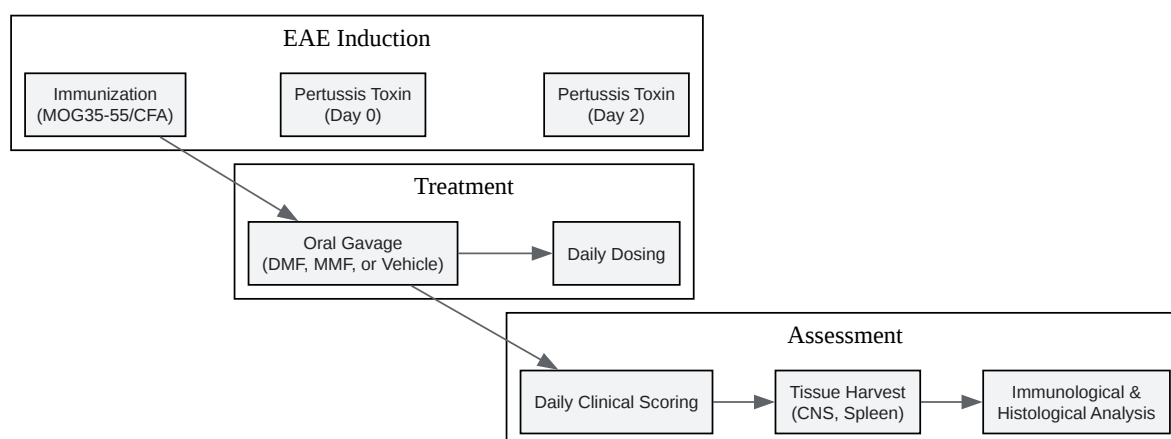 EAE Induction
Immunization
(MOG35-55/CFA)
Pertussis Toxin
(Day 0)
Pertussis Toxin
(Day 2)
Treatment
Oral Gavage
(DMF, MMF, or Vehicle)
Daily Dosing
Assessment
Daily Clinical Scoring
Tissue Harvest
(CNS, Spleen)
Immunological &
Histological Analysis